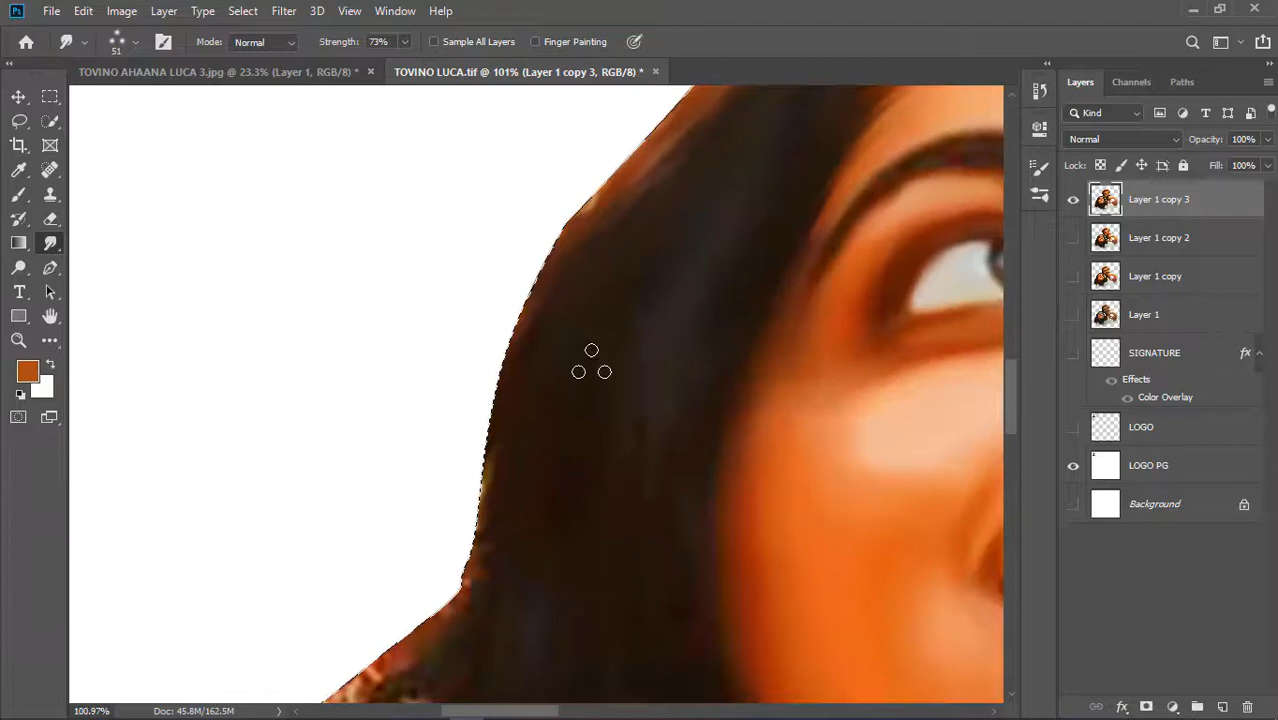 Ps File Edit Image Layer Type Select Filter 3D View Window Help
51 Mode: Normal Strength: 73% Sample All Layers Finger Painting
TOVINO AHAANA LUCA 3.jpg @ 23.3% (Layer 1, RGB/8) * × TOVINO LUCA.tif @ 101% (Layer 1 copy 3, RGB/8) * ×
Layers Channels Paths
Kind
Normal Opacity: 100%
Lock: Fill: 100%
Layer 1 copy 3
Layer 1 copy 2
Layer 1 copy
Layer 1
SIGNATURE fx
Effects
Color Overlay
LOGO
LOGO PG
Background
100.97% Doc: 45.8M/162.5M